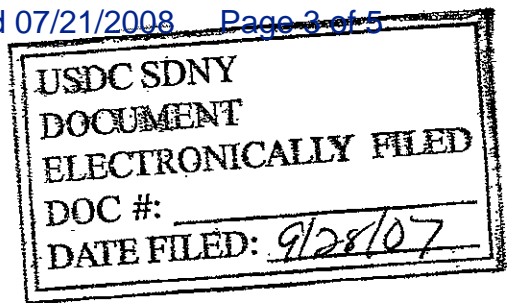 d 07/21/2008 Page 3 of 5
USDC SDNY
DOCUMENT
ELECTRONICALLY FILED
DOC #:
DATE FILED: 9/28/07